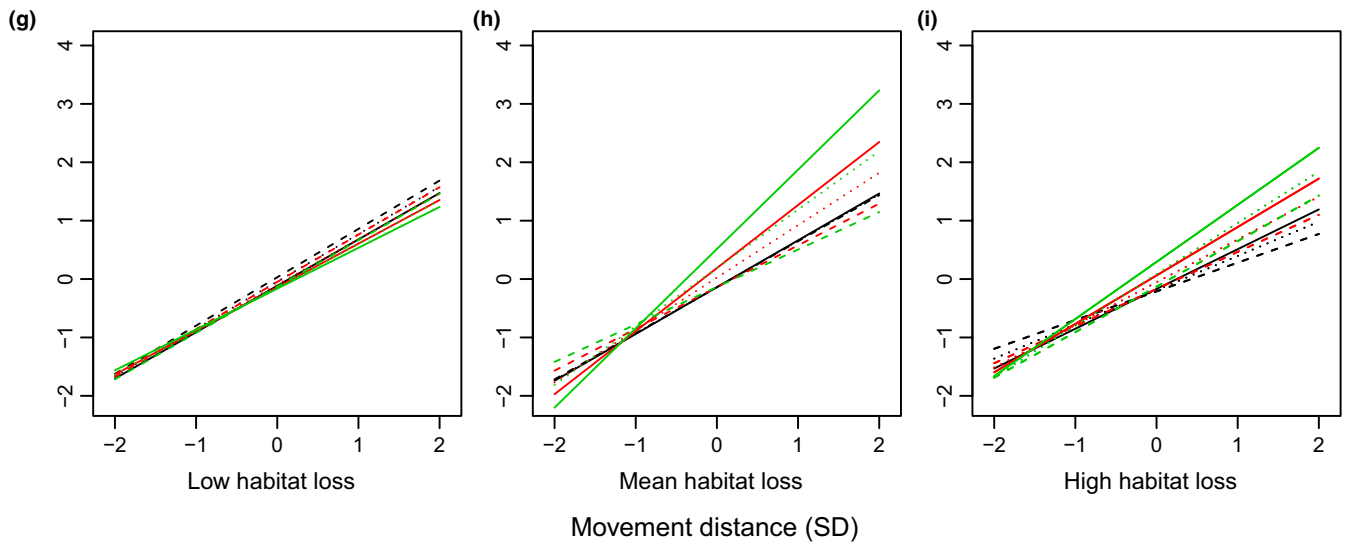 (g) (h) (i)
4 4 4
3 3 3
2 2 2
1 1 1
0 0 0
−1 −1 −1
−2 −2 −2
−2 −1 0 1 2 −2 −1 0 1 2 −2 −1 0 1 2
Low habitat loss Mean habitat loss High habitat loss
Movement distance (SD)